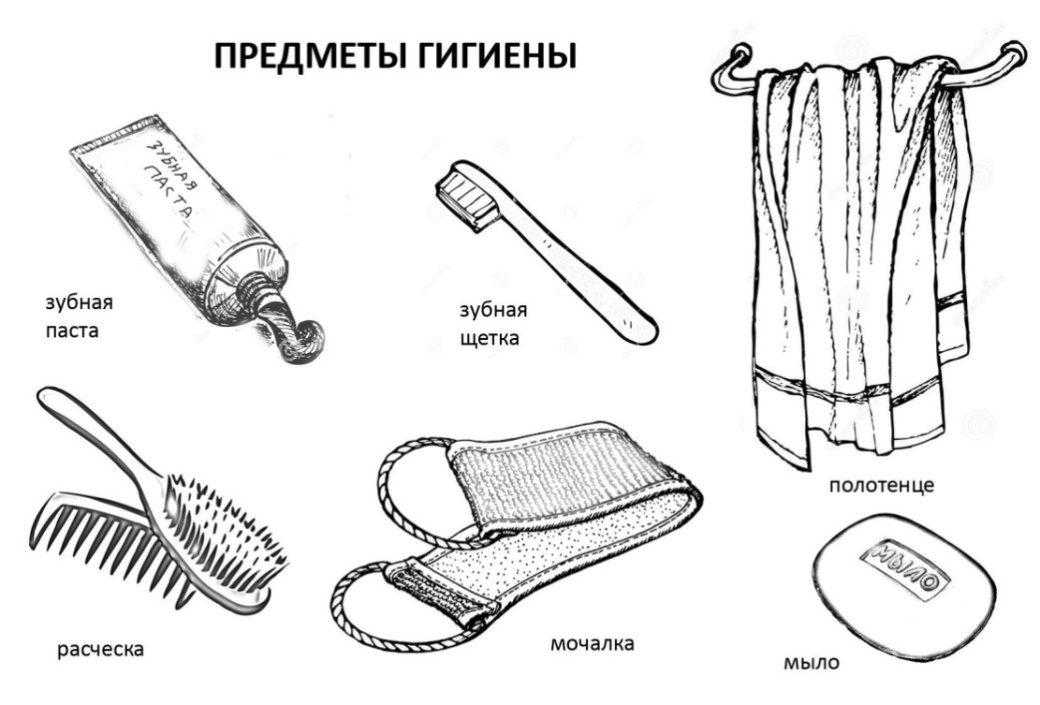 ПРЕДМЕТЫ ГИГИЕНЫ
ЗУБНАЯ
ПАСТА
зубная
паста
зубная
щетка
полотенце
расческа
мочалка
МЫЛО
мыло